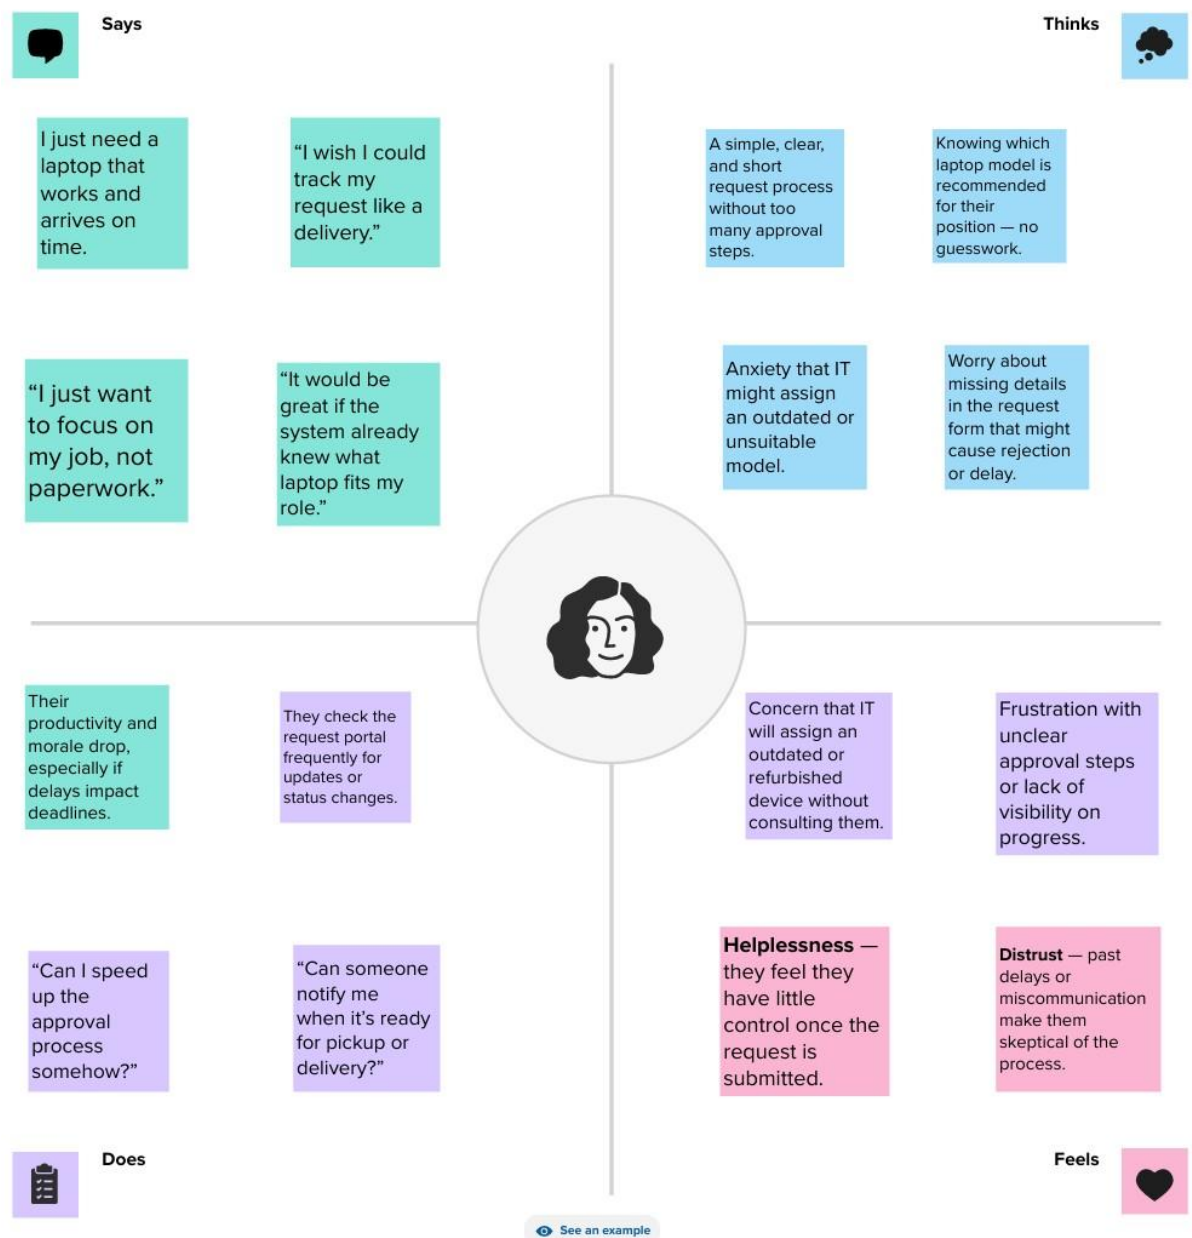 Says
Thinks
I just need a
laptop that
works and
arrives on
time.
“I wish I could
track my
request like a
delivery.”
A simple, clear,
and short
request process
without too
many approval
steps.
Knowing which
laptop model is
recommended
for their
position — no
guesswork.
“I just want
to focus on
my job, not
paperwork.”
“It would be
great if the
system already
knew what
laptop fits my
role.”
Anxiety that IT
might assign
an outdated or
unsuitable
model.
Worry about
missing details
in the request
form that might
cause rejection
or delay.
Their
productivity and
morale drop,
especially if
delays impact
deadlines.
They check the
request portal
frequently for
updates or
status changes.
Concern that IT
will assign an
outdated or
refurbished
device without
consulting them.
Frustration with
unclear
approval steps
or lack of
visibility on
progress.
“Can I speed
up the
approval
process
somehow?”
“Can someone
notify me
when it’s ready
for pickup or
delivery?”
Helplessness —
they feel they
have little
control once the
request is
submitted.
Distrust — past
delays or
miscommunication
make them
skeptical of the
process.
Does
Feels
See an example